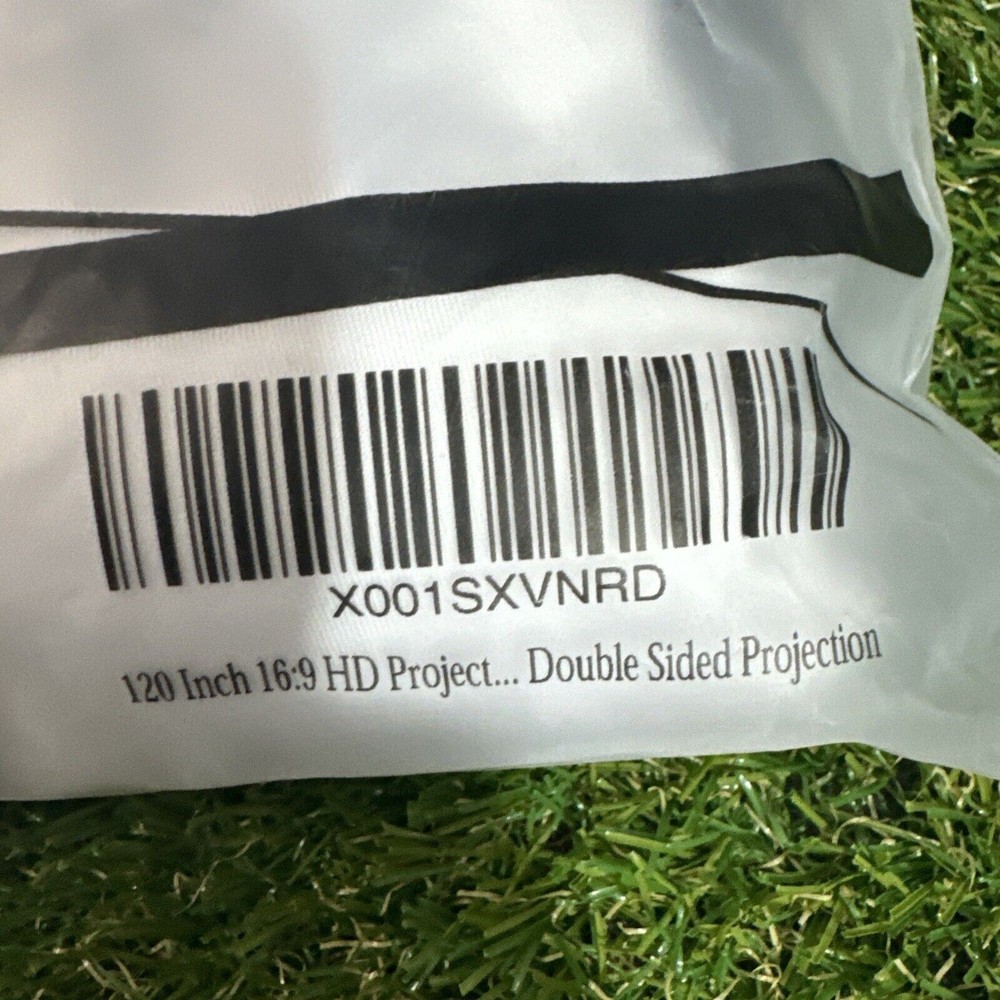 X001SXVNRD
120 Inch 16:9 HD Project... Double Sided Projection